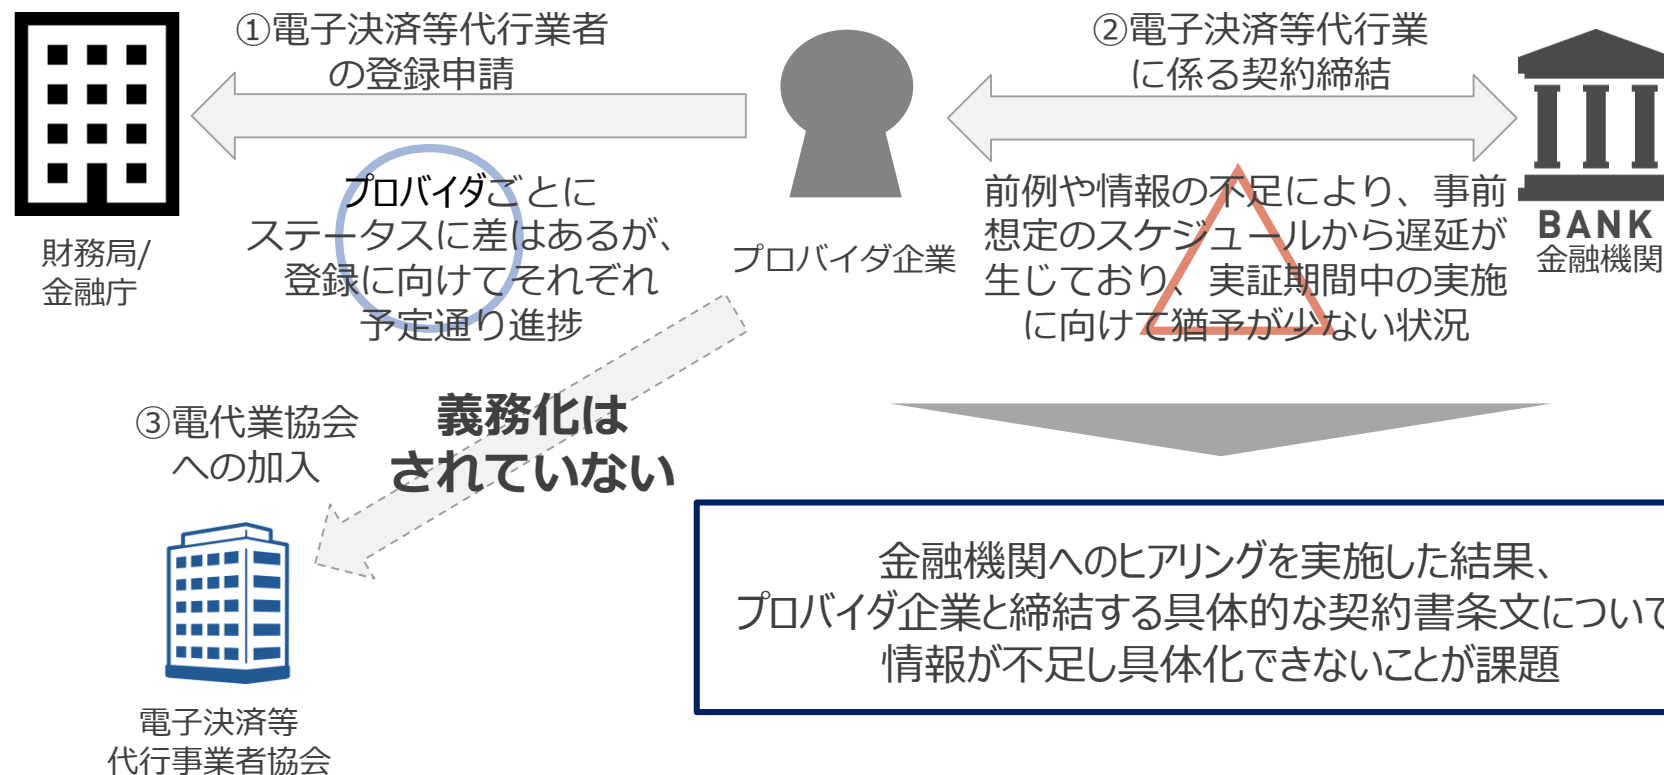 ①電子決済等代行業者
の登録申請
②電子決済等代行業
に係る契約締結
プロバイダごとに
ステータスに差はあるが、
登録に向けてそれぞれ
予定通り進捗
前例や情報の不足により、事前
想定のスケジュールから遅延が
生じており、実証期間中の実施
に向けて猶予が少ない状況
財務局/
金融庁
プロバイダ企業
BANK
金融機関
③電代業協会
への加入
義務化は
されていない
電子決済等
代行事業者協会
金融機関へのヒアリングを実施した結果、
プロバイダ企業と締結する具体的な契約書条文について
情報が不足し具体化できないことが課題